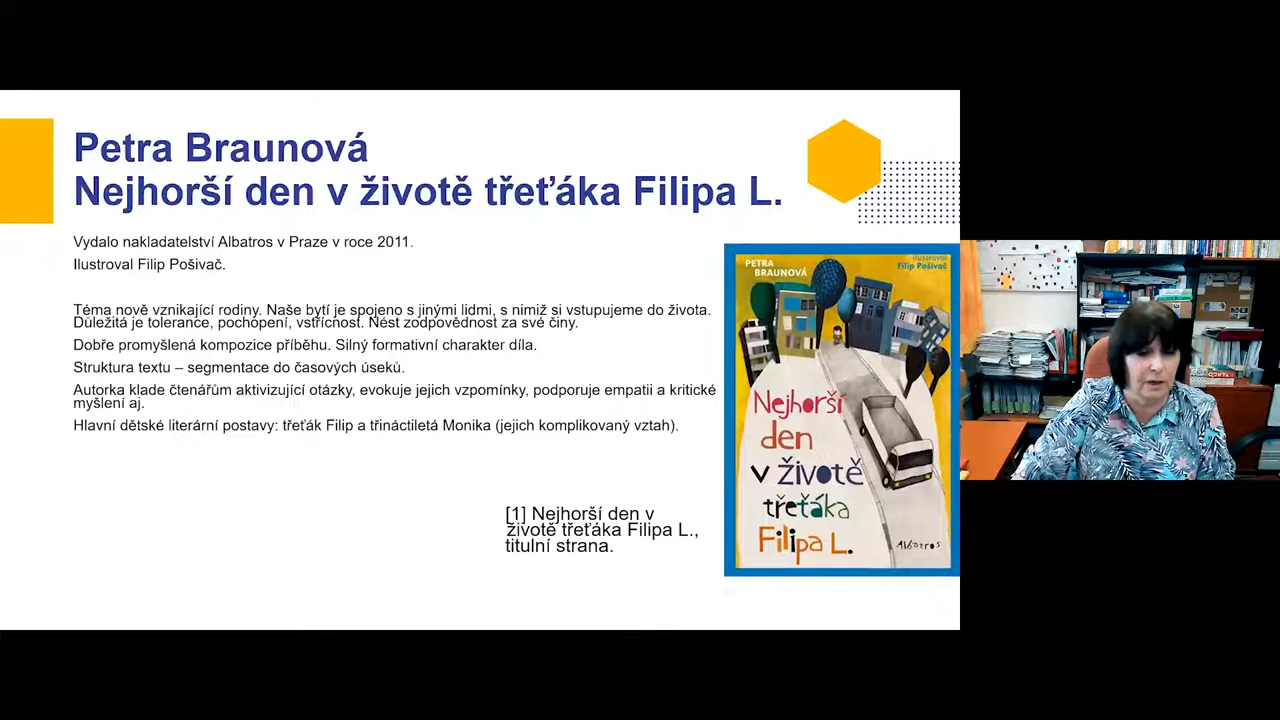 Petra Braunová
Nejhorší den v životě třeťáka Filipa L.
Vydalo nakladatelství Albatros v Praze v roce 2011.
Ilustroval Filip Pošivač.
Téma nově vznikající rodiny. Naše bytí je spojeno s jinými lidmi, s nimiž si vstupujeme do života.
Důležitá je tolerance, pochopení, vstřícnost. Nést zodpovědnost za své činy.
Dobře promyšlená kompozice příběhu. Silný formativní charakter díla.
Struktura textu – segmentace do časových úseků.
Autorka klade čtenářům aktivizující otázky, evokuje jejich vzpomínky, podporuje empatii a kritické
myšlení aj.
Hlavní dětské literární postavy: třeťák Filip a třináctiletá Monika (jejich komplikovaný vztah).
[1] Nejhorší den v
životě třeťáka Filipa L.,
titulní strana.
PETRA
BRAUNOVÁ
ilustroval
Filip Pošivač
Nejhorší
den
v životě
třeťáka
Filipa L.
Albatros